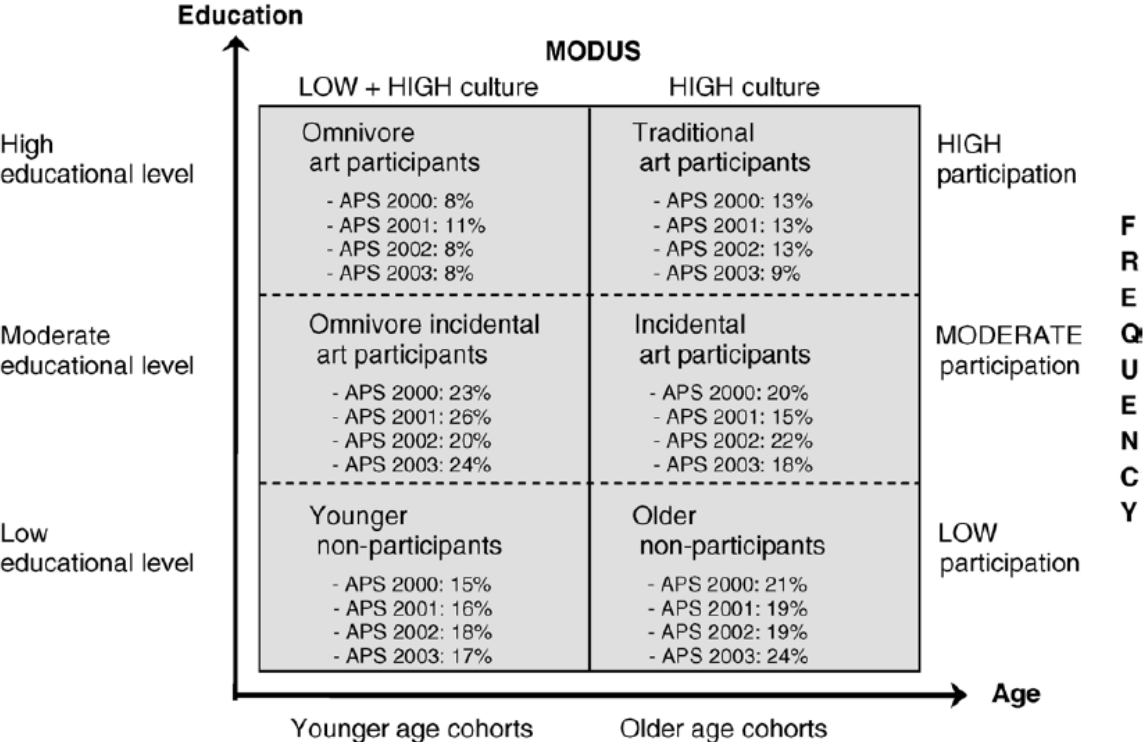 Education
MODUS
LOW + HIGH culture
HIGH culture
High
educational level
Omnivore
art participants
- APS 2000: 8%
- APS 2001: 11%
- APS 2002: 8%
- APS 2003: 8%
Traditional
art participants
- APS 2000: 13%
- APS 2001: 13%
- APS 2002: 13%
- APS 2003: 9%
HIGH
participation
Moderate
educational level
Omnivore incidental
art participants
- APS 2000: 23%
- APS 2001: 26%
- APS 2002: 20%
- APS 2003: 24%
Incidental
art participants
- APS 2000: 20%
- APS 2001: 15%
- APS 2002: 22%
- APS 2003: 18%
MODERATE
participation
Low
educational level
Younger
non-participants
- APS 2000: 15%
- APS 2001: 16%
- APS 2002: 18%
- APS 2003: 17%
Older
non-participants
- APS 2000: 21%
- APS 2001: 19%
- APS 2002: 19%
- APS 2003: 24%
LOW
participation
FREQUENCY
Age
Younger age cohorts
Older age cohorts